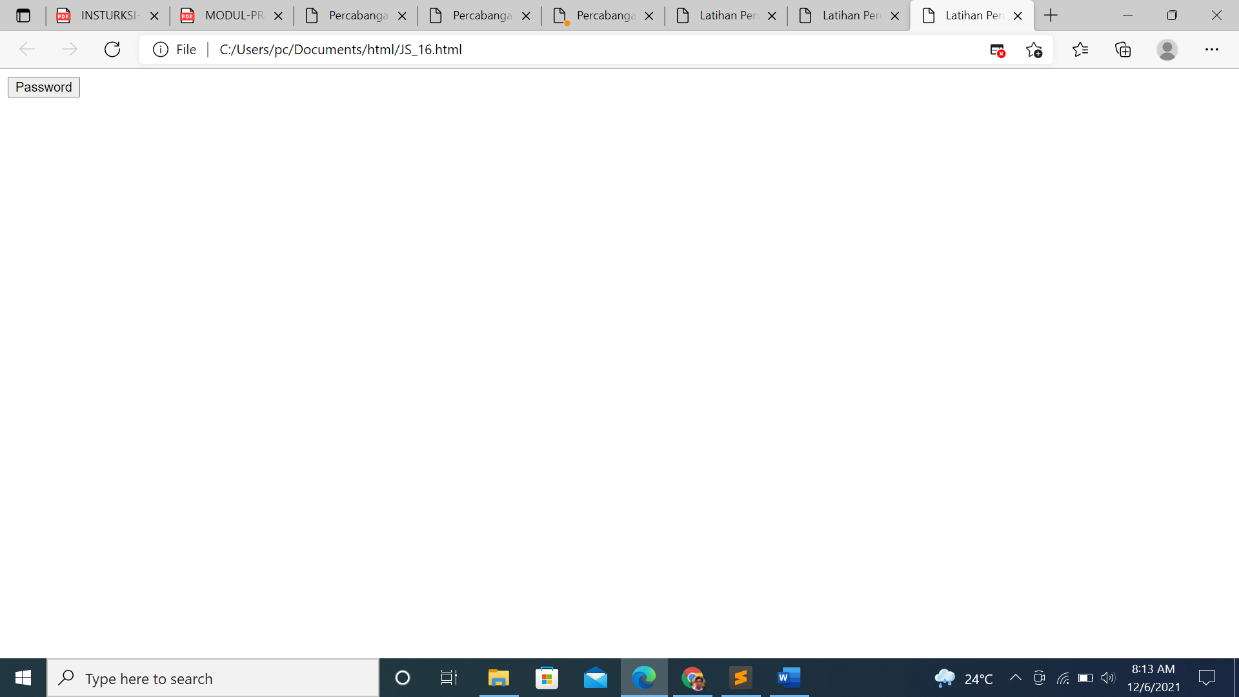 INSTURKSI-
MODUL-PR
Percabanga
Percabanga
Percabanga
Latihan Per
Latihan Per
Latihan Per
File
C:/Users/pc/Documents/html/JS_16.html
Password
Type here to search
24°C
8:13 AM
12/6/2021